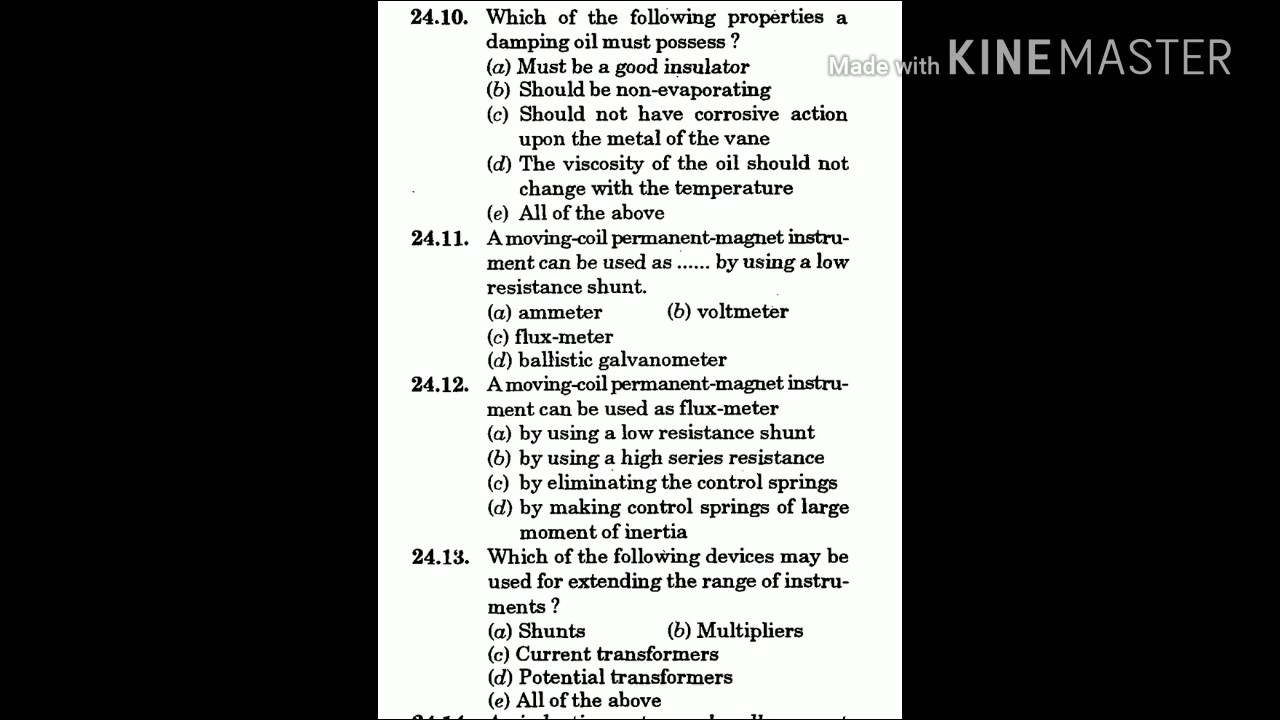 Made with KINEMASTER
24.10. Which of the following properties a
damping oil must possess ?
(a) Must be a good insulator
(b) Should be non-evaporating
(c) Should not have corrosive action
upon the metal of the vane
(d) The viscosity of the oil should not
change with the temperature
(e) All of the above
24.11. A moving-coil permanent-magnet instru-
ment can be used as ...... by using a low
resistance shunt.
(a) ammeter (b) voltmeter
(c) flux-meter
(d) ballistic galvanometer
24.12. A moving-coil permanent-magnet instru-
ment can be used as flux-meter
(a) by using a low resistance shunt
(b) by using a high series resistance
(c) by eliminating the control springs
(d) by making control springs of large
moment of inertia
24.13. Which of the following devices may be
used for extending the range of instru-
ments ?
(a) Shunts (b) Multipliers
(c) Current transformers
(d) Potential transformers
(e) All of the above